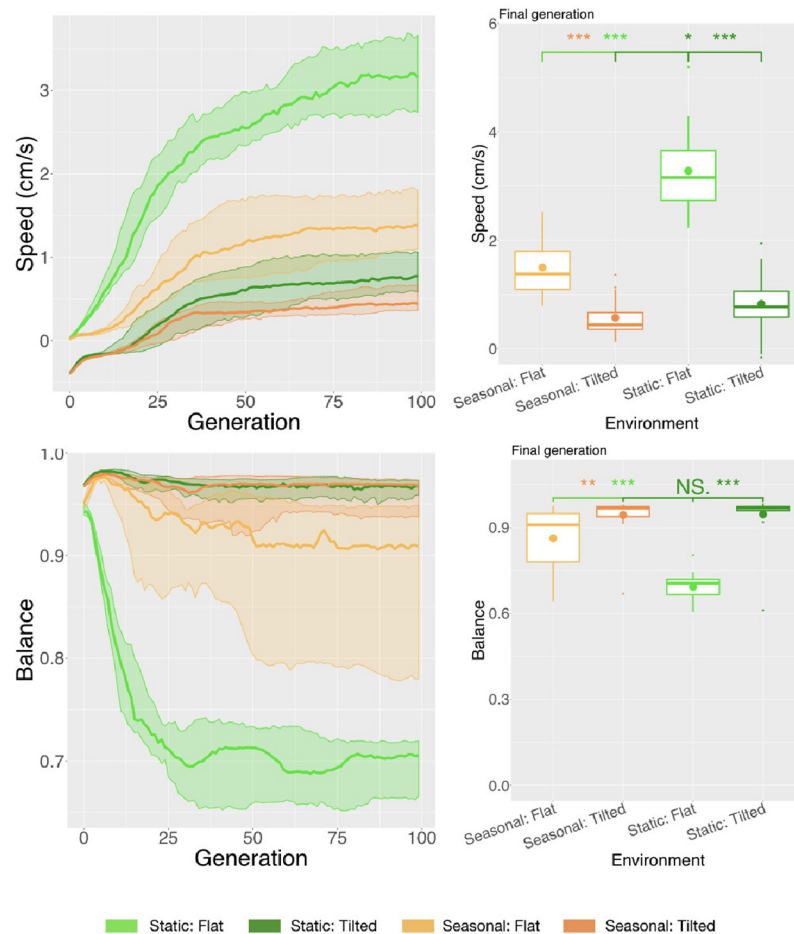 Final generation
*** *** * ***
Speed (cm/s)
3
2
1
0
0 25 50 75 100
Generation
Speed (cm/s)
6
4
2
0
Seasonal: Flat
Seasonal: Tilted
Static: Flat
Static: Tilted
Environment
Final generation
** *** NS. ***
Balance
1.0
0.9
0.8
0.7
0 25 50 75 100
Generation
Balance
0.9
0.6
0.3
0.0
Seasonal: Flat
Seasonal: Tilted
Static: Flat
Static: Tilted
Environment
Static: Flat Static: Tilted Seasonal: Flat Seasonal: Tilted